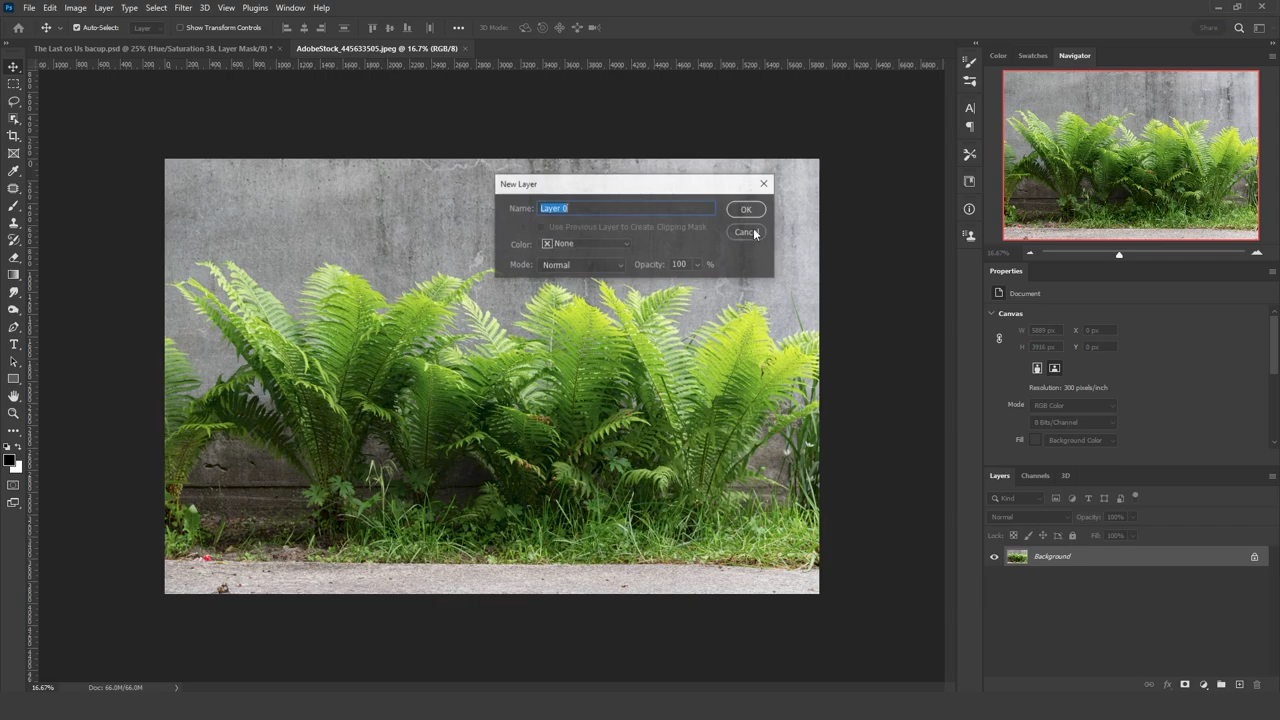 Ps File Edit Image Layer Type Select Filter 3D View Plugins Window Help
Auto-Select: Layer Show Transform Controls 3D Mode: Share
The Last os Us bacup.psd @ 25% (Hue/Saturation 38, Layer Mask/8) * × AdobeStock_445633505.jpeg @ 16.7% (RGB/8) ×
Color Swatches Navigator
New Layer
Name: Layer 0 OK
Use Previous Layer to Create Clipping Mask Cancel
Color: None
Mode: Normal Opacity: 100 %
16.67%
Properties
Document
Canvas
W 5889 px X 0 px
H 3916 px Y 0 px
Resolution: 300 pixels/inch
Mode RGB Color
8 Bits/Channel
Fill Background Color
Layers Channels 3D
Kind
Normal Opacity: 100%
Lock: Fill: 100%
Background
fx
16.67% Doc: 66.0M/66.0M